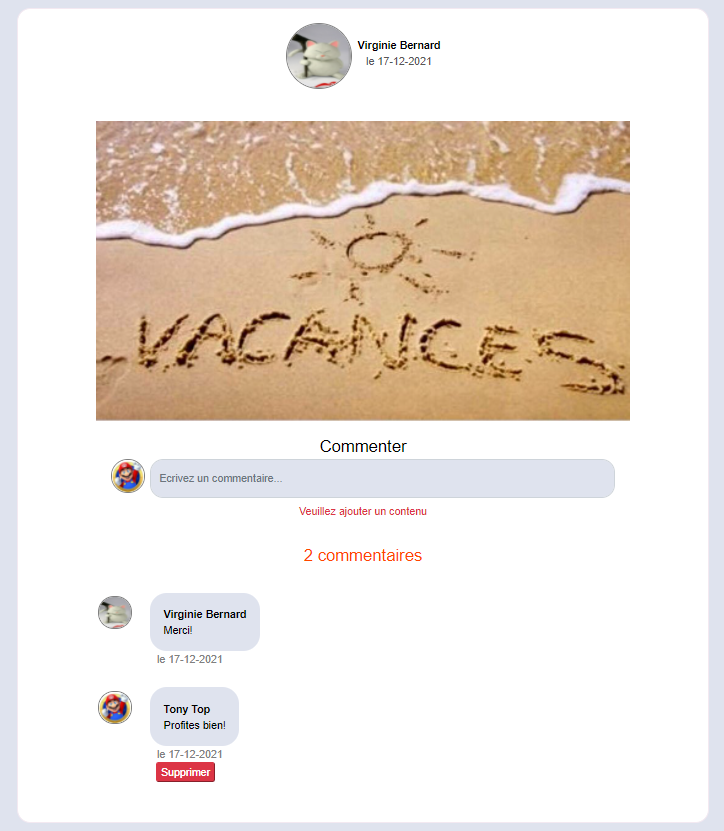 Virginie Bernard
le 17-12-2021
VACANCES
Commenter
Ecrivez un commentaire...
Veuillez ajouter un contenu
2 commentaires
Virginie Bernard
Merci!
le 17-12-2021
Tony Top
Profites bien!
le 17-12-2021
Supprimer